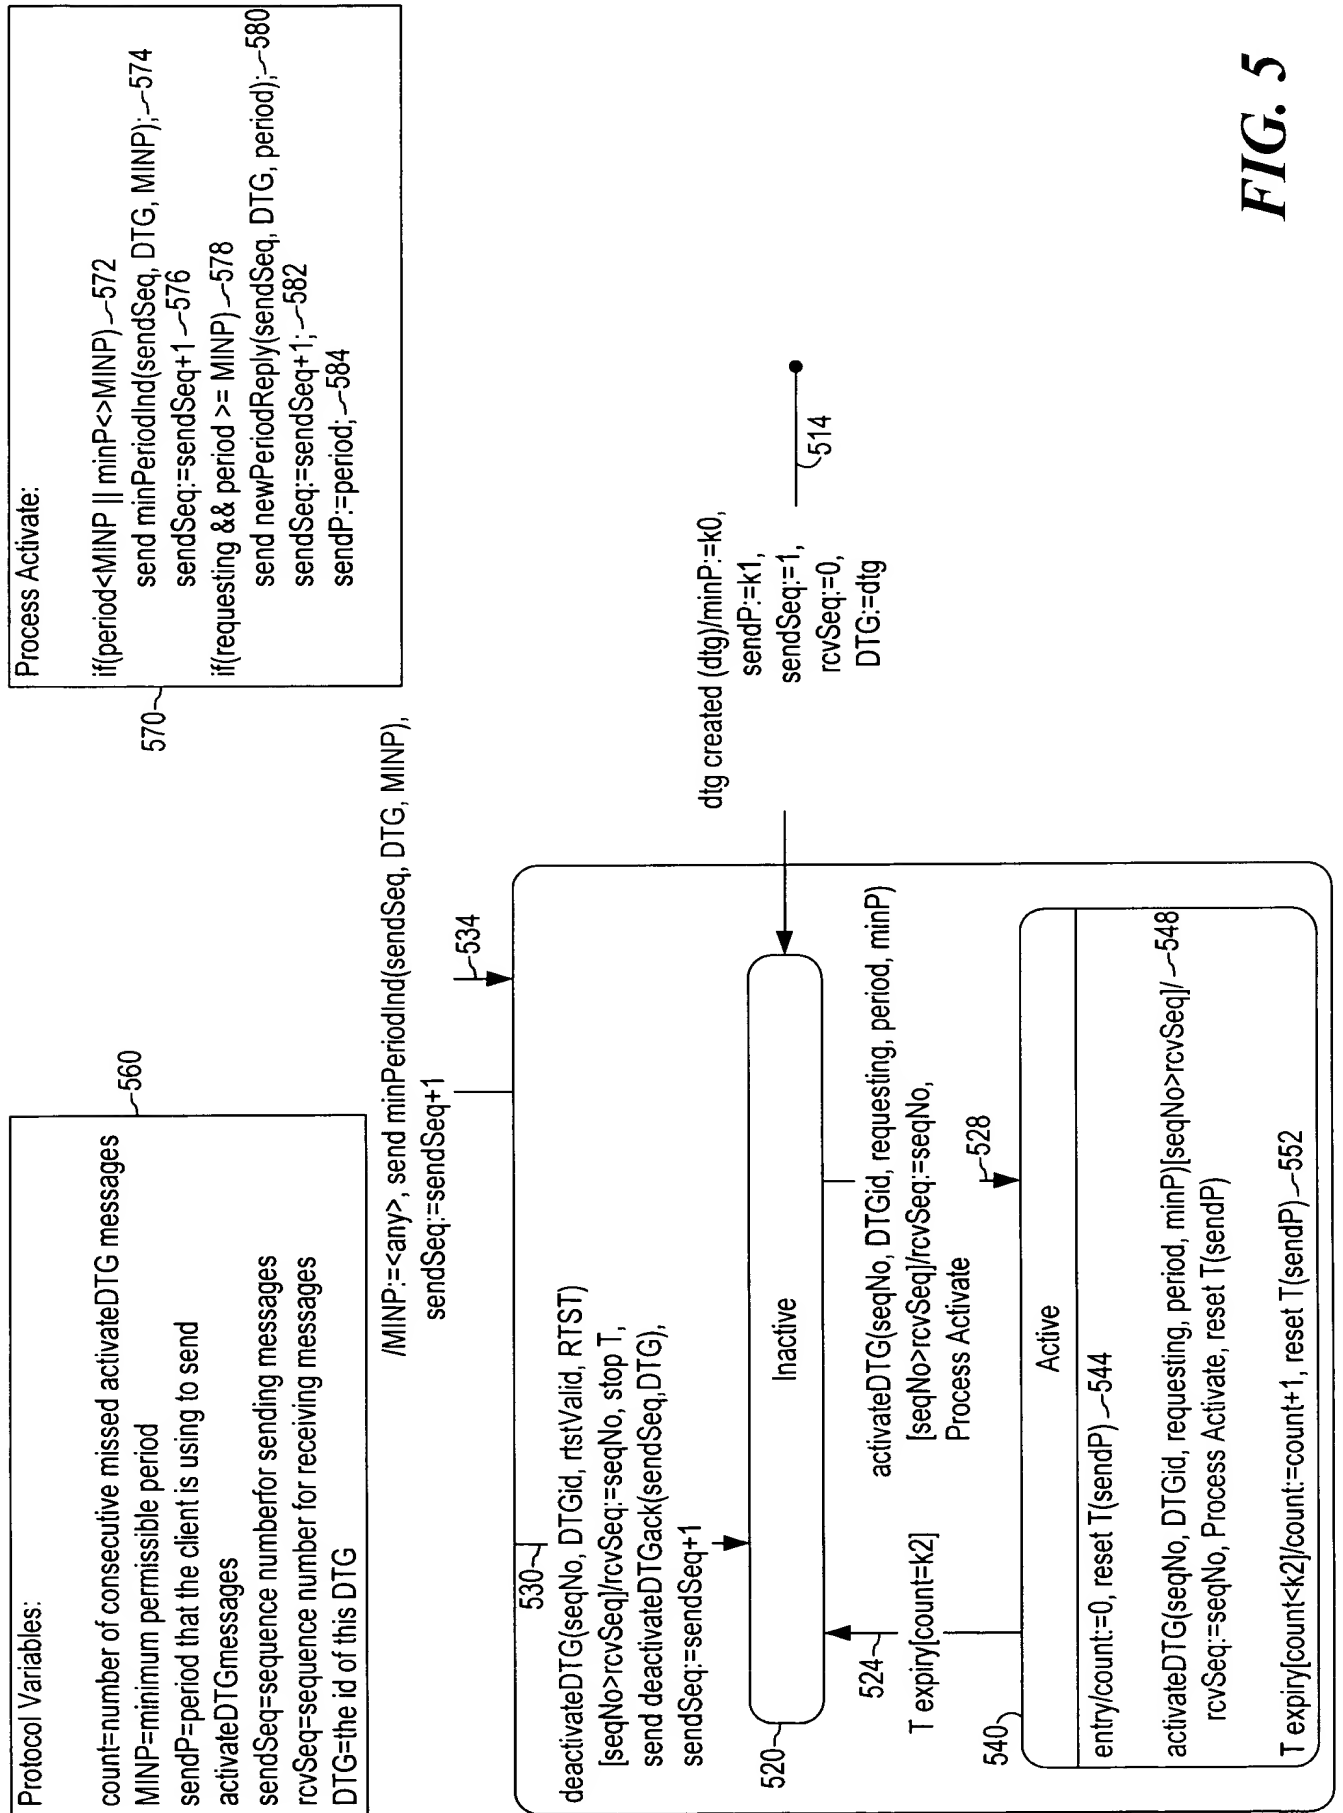 Protocol Variables:
count=number of consecutive missed activateDTG messages
MINP=minimum permissible period
sendP=period that the client is using to send
activateDTGmessages
sendSeq=sequence numberfor sending messages
rcvSeq=sequence number for receiving messages
DTG=the id of this DTG
560
Process Activate:
if(period<MINP || minP<>MINP) 572
send minPeriodInd(sendSeq, DTG, MINP); 574
sendSeq:=sendSeq+1 576
if(requesting && period >= MINP) 578
send newPeriodReply(sendSeq, DTG, period); 580
sendSeq:=sendSeq+1; 582
sendP:=period; 584
570
/MINP:=<any>, send minPeriodInd(sendSeq, DTG, MINP),
sendSeq:=sendSeq+1
534
530
deactivateDTG(seqNo, DTGid, rtstValid, RTST)
[seqNo>rcvSeq]/rcvSeq:=seqNo, stop T,
send deactivateDTGack(sendSeq,DTG),
sendSeq:=sendSeq+1
dtg created (dtg)/minP:=k0,
sendP:=k1,
sendSeq:=1,
rcvSeq:=0,
DTG:=dtg
514
Inactive
520
524
T expiry[count=k2]
activateDTG(seqNo, DTGid, requesting, period, minP)
[seqNo>rcvSeq]/rcvSeq:=seqNo,
Process Activate
528
540
Active
entry/count:=0, reset T(sendP) 544
activateDTG(seqNo, DTGid, requesting, period, minP)[seqNo>rcvSeq]/ 548
rcvSeq:=seqNo, Process Activate, reset T(sendP)
T expiry[count<k2]/count:=count+1, reset T(sendP) 552
FIG. 5